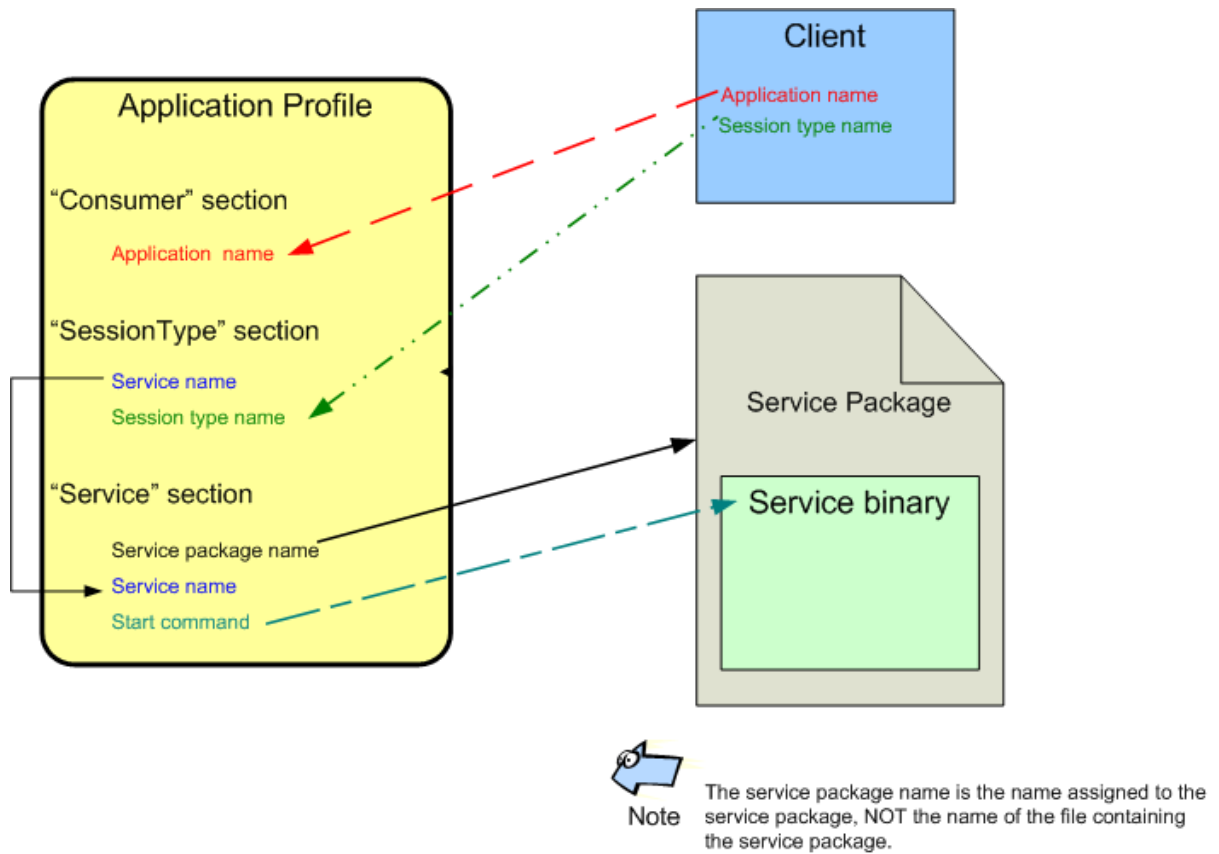 Application Profile
“Consumer” section
Application name
“SessionType” section
Service name
Session type name
“Service” section
Service package name
Service name
Start command
Client
Application name
Session type name
Service Package
Service binary
Note
The service package name is the name assigned to the
service package, NOT the name of the file containing
the service package.